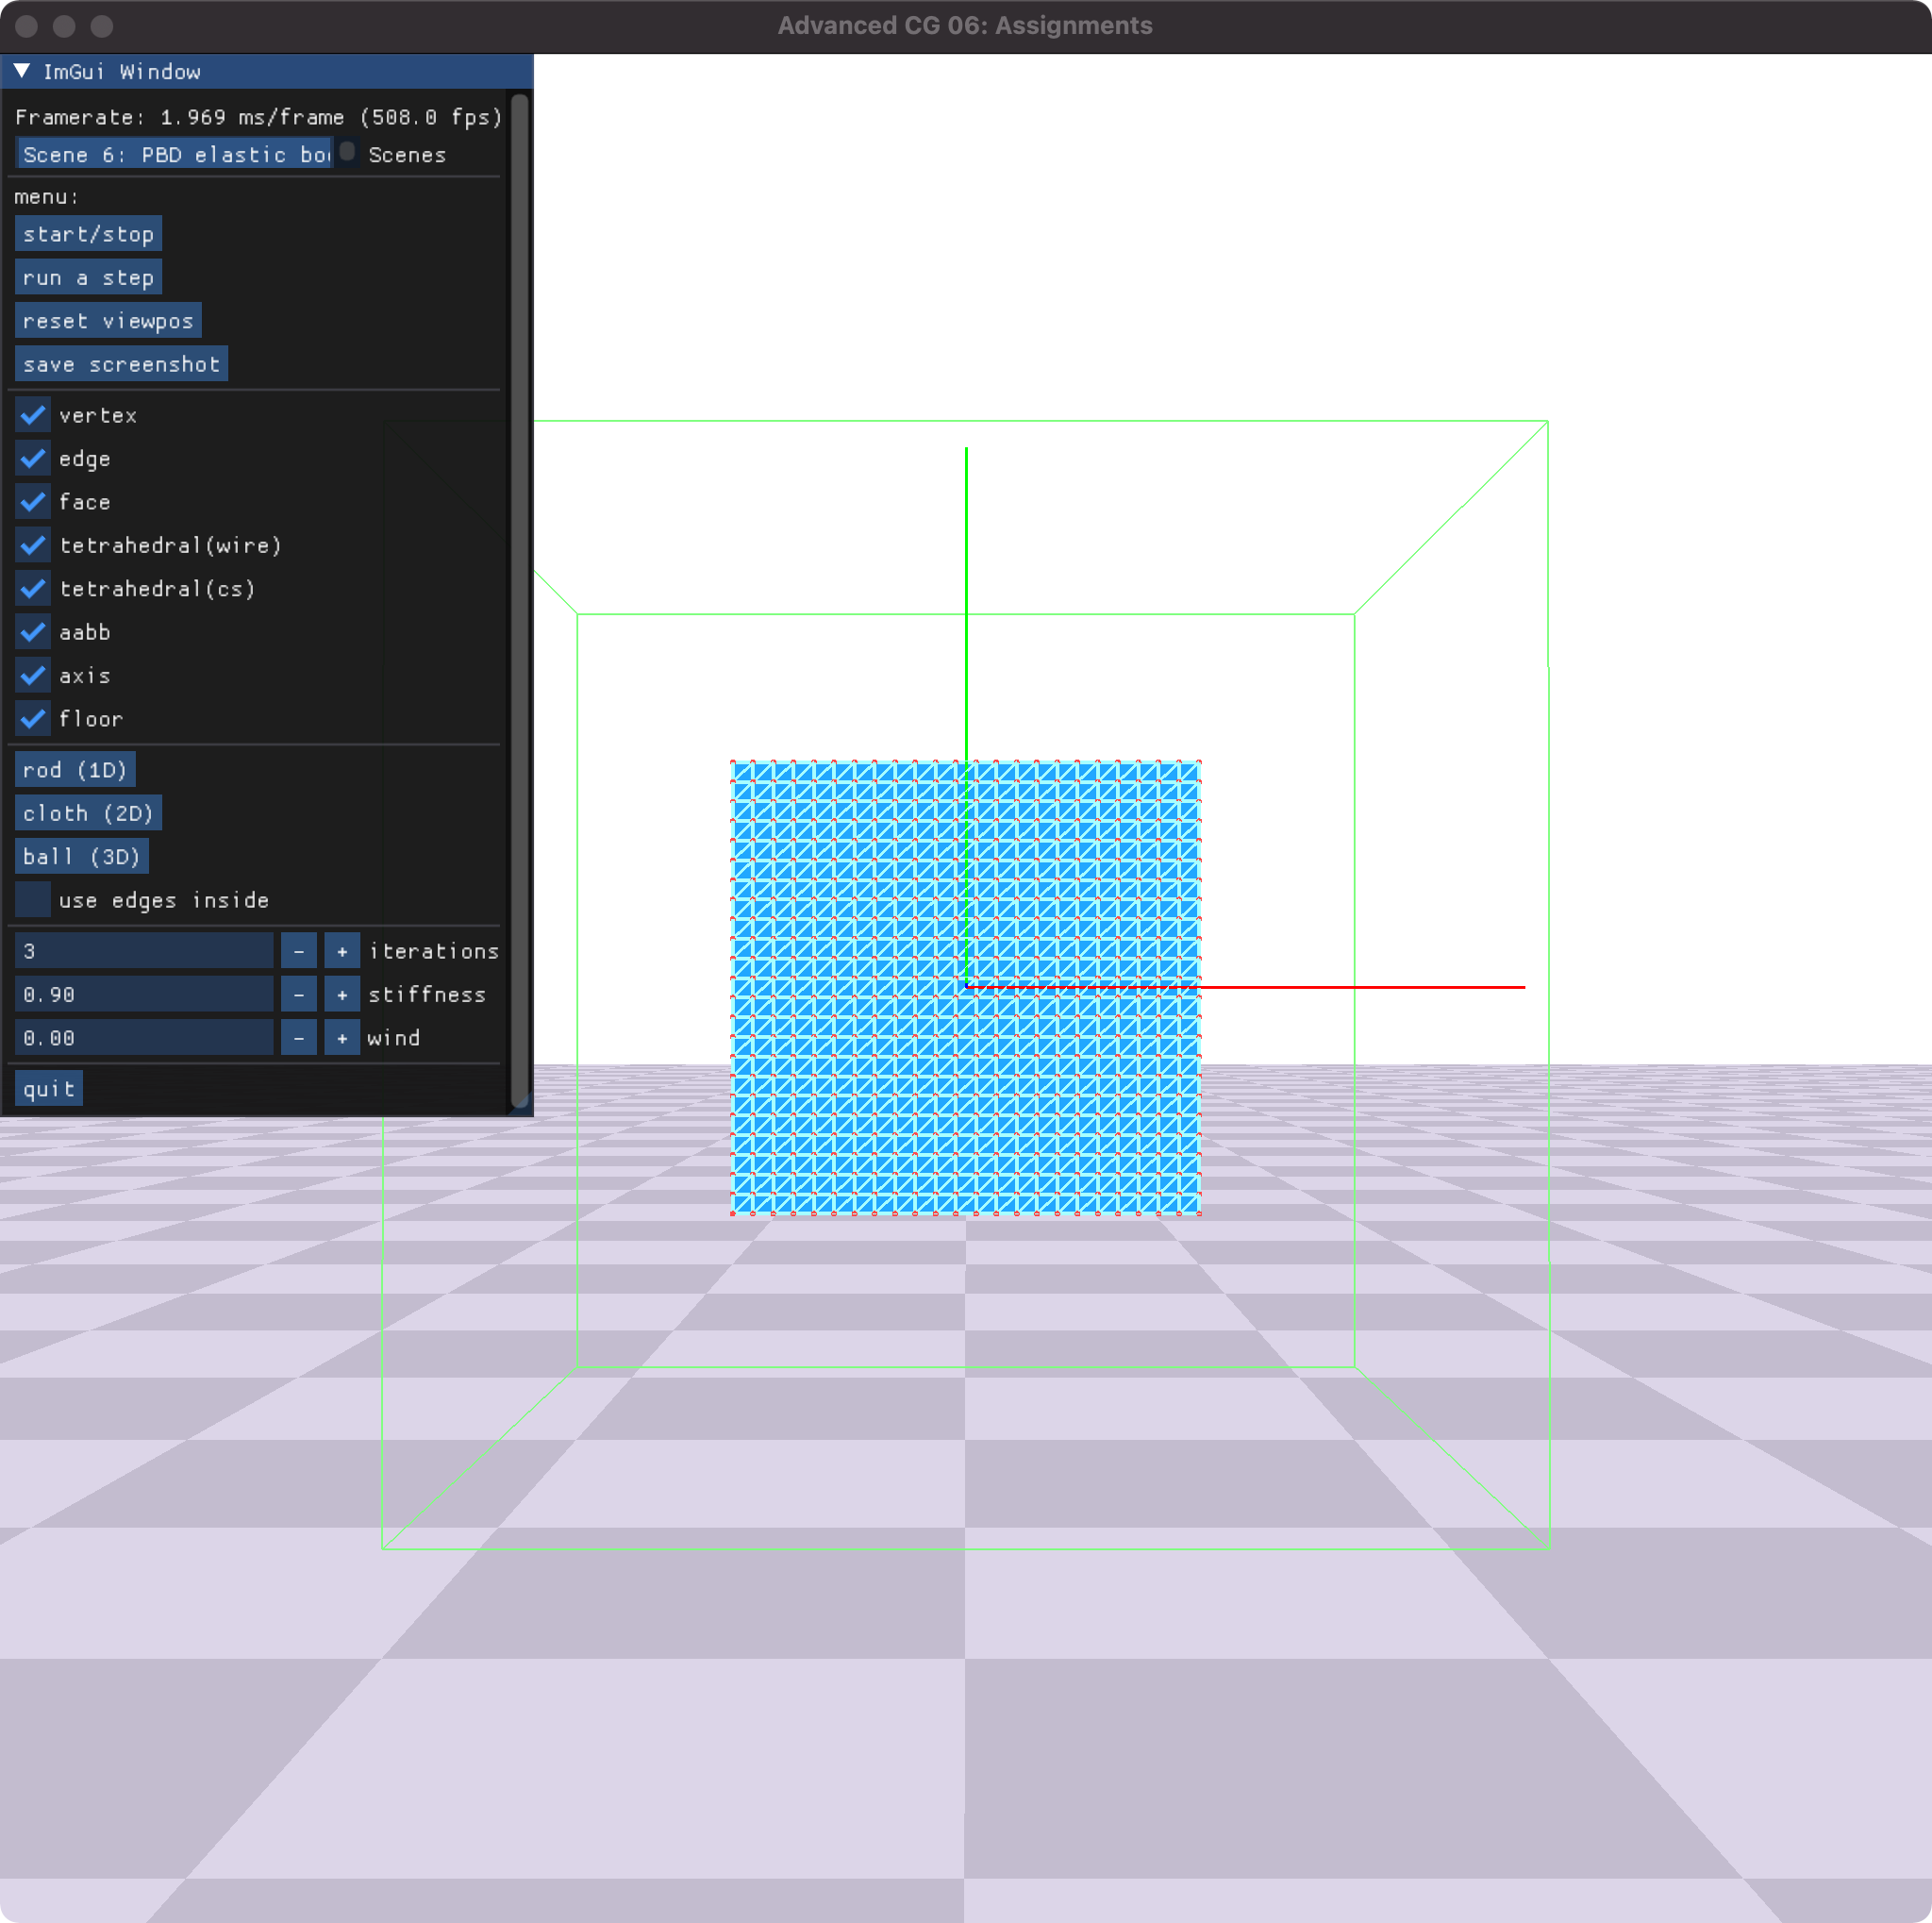 Advanced CG 06: Assignments
ImGui Window
Framerate: 1.969 ms/frame (508.0 fps)
Scene 6: PBD elastic bo Scenes
menu:
start/stop
run a step
reset viewpos
save screenshot
vertex
edge
face
tetrahedral(wire)
tetrahedral(cs)
aabb
axis
floor
rod (1D)
cloth (2D)
ball (3D)
use edges inside
3 - + iterations
0.90 - + stiffness
0.00 - + wind
quit